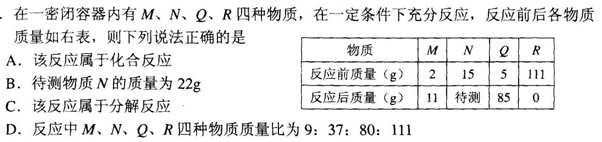 . 在一密闭容器内有 M、N、Q、R 四种物质，在一定条件下充分反应，反应前后各物质
质量如右表，则下列说法正确的是
A．该反应属于化合反应
B．待测物质 N 的质量为 22g
C．该反应属于分解反应
D．反应中 M、N、Q、R 四种物质质量比为 9：37：80：111
物质 M N Q R
反应前质量（g） 2 15 5 111
反应后质量（g） 11 待测 85 0